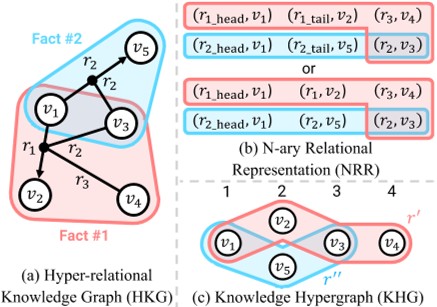 Fact #2
v5
r2
r2
v1
v3
r1
r2
r3
v2
v4
Fact #1
(a) Hyper-relational
Knowledge Graph (HKG)
(r1_head, v1) (r1_tail, v2) (r3, v4)
(r2_head, v1) (r2_tail, v5) (r2, v3)
or
(r1_head, v1) (r1, v2) (r3, v4)
(r2_head, v1) (r2, v5) (r2, v3)
(b) N-ary Relational
Representation (NRR)
1 2 3 4
v2
r'
v1 v3 v4
v5
r''
(c) Knowledge Hypergraph (KHG)